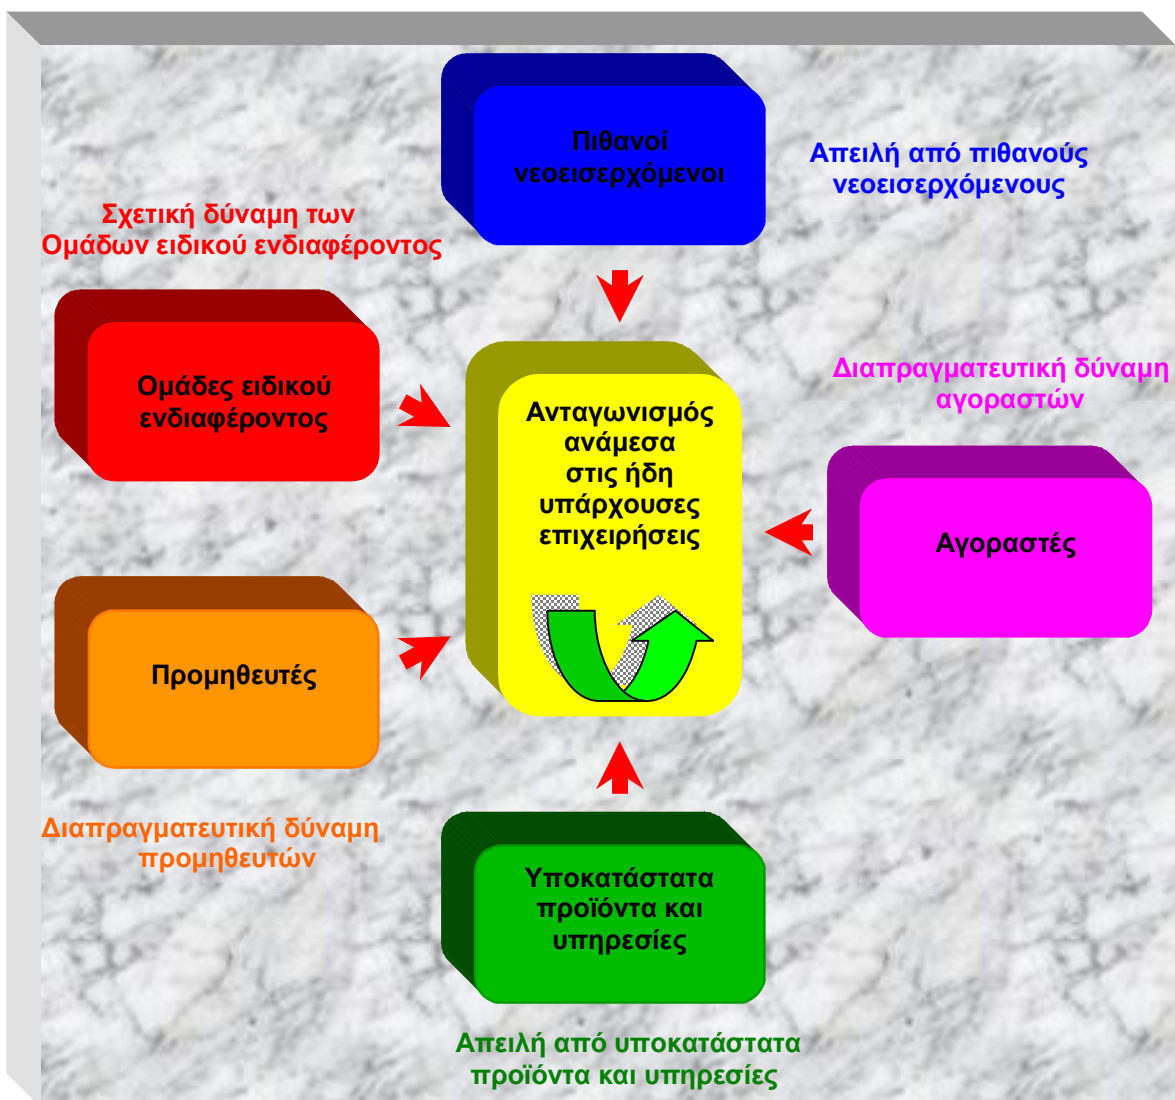 Πιθανοί
νεοεισερχόμενοι
Απειλή από πιθανούς
νεοεισερχόμενους
Σχετική δύναμη των
Ομάδων ειδικού ενδιαφέροντος
Ομάδες ειδικού
ενδιαφέροντος
Ανταγωνισμός
ανάμεσα
στις ήδη
υπάρχουσες
επιχειρήσεις
Διαπραγματευτική δύναμη
αγοραστών
Αγοραστές
Προμηθευτές
Διαπραγματευτική δύναμη
προμηθευτών
Υποκατάστατα
προϊόντα και
υπηρεσίες
Απειλή από υποκατάστατα
προϊόντα και υπηρεσίες